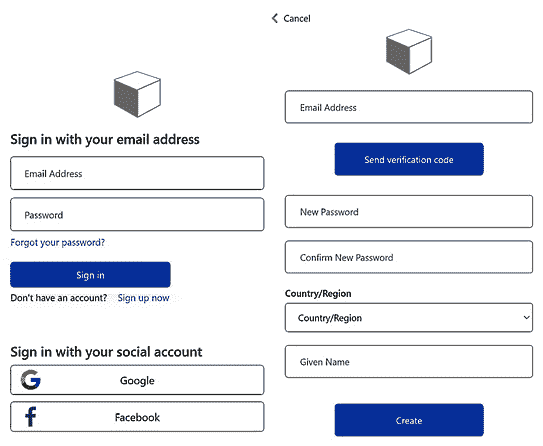 Sign in with your email address
Email Address
Password
Forgot your password?
Sign in
Don't have an account? Sign up now
Sign in with your social account
Google
Facebook
Cancel
Email Address
Send verification code
New Password
Confirm New Password
Country/Region
Country/Region
Given Name
Create